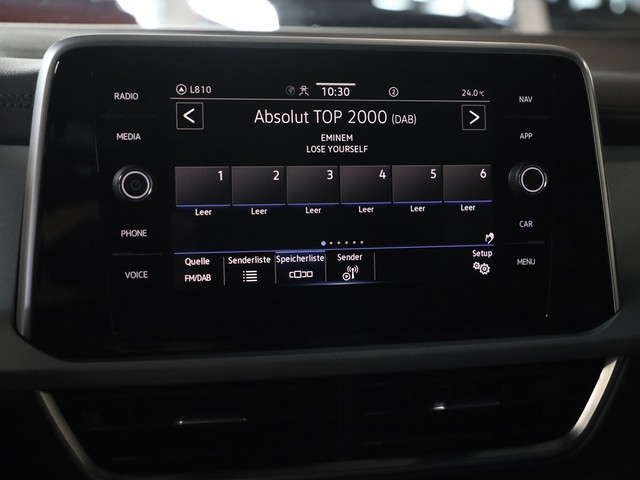 RADIO
MEDIA
PHONE
VOICE
L810
10:30
2
24.0°C
Absolut TOP 2000 (DAB)
EMINEM
LOSE YOURSELF
1 2 3 4 5 6
Leer Leer Leer Leer Leer Leer
Quelle Senderliste Speicherliste Sender Setup
FM/DAB
NAV
APP
CAR
MENU